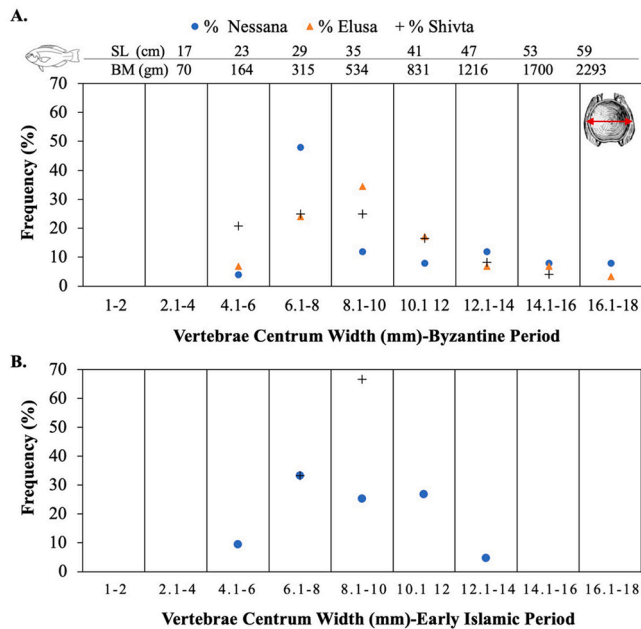 A.
% Nessana % Elusa % Shivta
SL (cm) 17 23 29 35 41 47 53 59
BM (gm) 70 164 315 534 831 1216 1700 2293
70
60
50
40
30
20
10
0
Frequency (%)
1-2 2.1-4 4.1-6 6.1-8 8.1-10 10.1 12 12.1-14 14.1-16 16.1-18
Vertebrae Centrum Width (mm)-Byzantine Period
B.
70
60
50
40
30
20
10
0
Frequency (%)
1-2 2.1-4 4.1-6 6.1-8 8.1-10 10.1 12 12.1-14 14.1-16 16.1-18
Vertebrae Centrum Width (mm)-Early Islamic Period